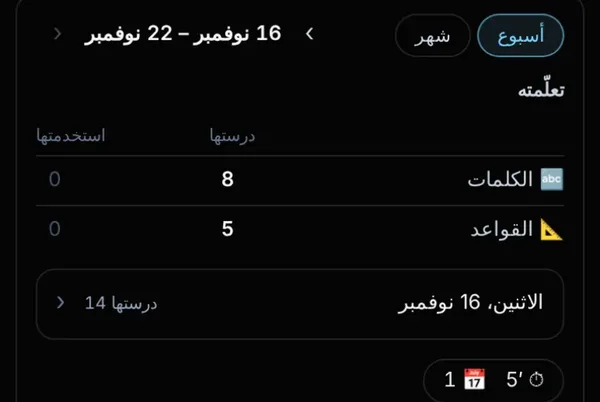 أسبوع شهر
16 نوفمبر – 22 نوفمبر
تعلّمته
درستها استخدمتها
🔤 الكلمات 8 0
📐 القواعد 5 0
الاثنين، 16 نوفمبر درستها 14
⏱ 5′ 📅 1